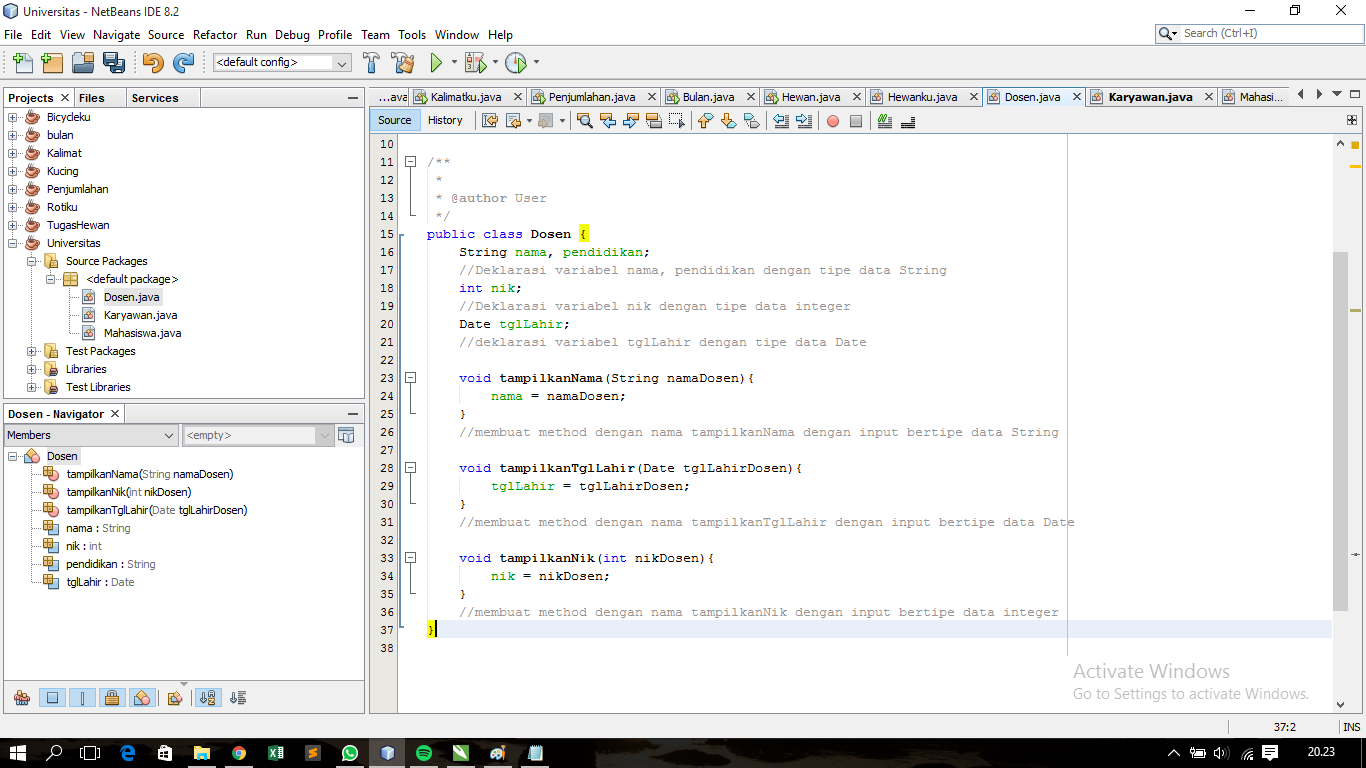 Universitas - NetBeans IDE 8.2
File Edit View Navigate Source Refactor Run Debug Profile Team Tools Window Help
Search (Ctrl+I)
<default config>
Projects Files Services
Bicycleku
bulan
Kalimat
Kucing
Penjumlahan
Rotiku
TugasHewan
Universitas
Source Packages
<default package>
Dosen.java
Karyawan.java
Mahasiswa.java
Test Packages
Libraries
Test Libraries
Dosen - Navigator
Members <empty>
Dosen
tampilkanNama(String namaDosen)
tampilkanNik(int nikDosen)
tampilkanTglLahir(Date tglLahirDosen)
nama : String
nik : int
pendidikan : String
tglLahir : Date
...ava Kalimatku.java Penjumlahan.java Bulan.java Hewan.java Hewanku.java Dosen.java Karyawan.java Mahasi...
Source History
10
11 /**
12 *
13 * @author User
14 */
15 public class Dosen {
16 String nama, pendidikan;
17 //Deklarasi variabel nama, pendidikan dengan tipe data String
18 int nik;
19 //Deklarasi variabel nik dengan tipe data integer
20 Date tglLahir;
21 //deklarasi variabel tglLahir dengan tipe data Date
22
23 void tampilkanNama(String namaDosen){
24 nama = namaDosen;
25 }
26 //membuat method dengan nama tampilkanNama dengan input bertipe data String
27
28 void tampilkanTglLahir(Date tglLahirDosen){
29 tglLahir = tglLahirDosen;
30 }
31 //membuat method dengan nama tampilkanTglLahir dengan input bertipe data Date
32
33 void tampilkanNik(int nikDosen){
34 nik = nikDosen;
35 }
36 //membuat method dengan nama tampilkanNik dengan input bertipe data integer
37 }
38
Activate Windows
Go to Settings to activate Windows.
37:2 INS
20.23